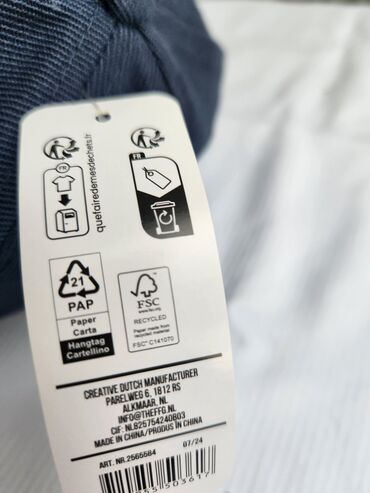 FR
quefairedemesdechets.fr
FR
21
PAP
Paper
Carta
Hangtag
Cartellino
FSC
www.fsc.org
RECYCLED
Paper made from
recycled material
FSC® C141070
CREATIVE DUTCH MANUFACTURER
PARELWEG 6, 1812 RS
ALKMAAR, NL
INFO@THEFFG.NL
CIF: NL825754240B03
MADE IN CHINA/PRODUS IN CHINA
ART. NR.2565584 07/24